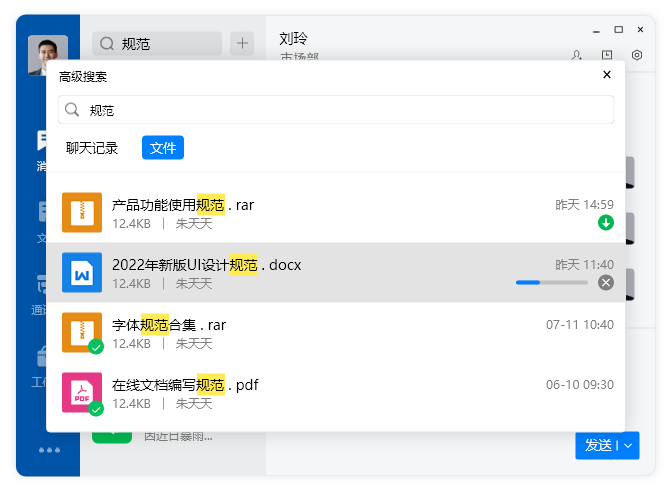 规范
刘玲
市场部
高级搜索
规范
聊天记录
文件
产品功能使用规范 . rar
昨天 14:59
12.4KB | 朱天天
2022年新版UI设计规范 . docx
昨天 11:40
12.4KB | 朱天天
字体规范合集 . rar
07-11 10:40
12.4KB | 朱天天
在线文档编写规范 . pdf
06-10 09:30
PDF
12.4KB | 朱天天
因近日暴雨...
发送